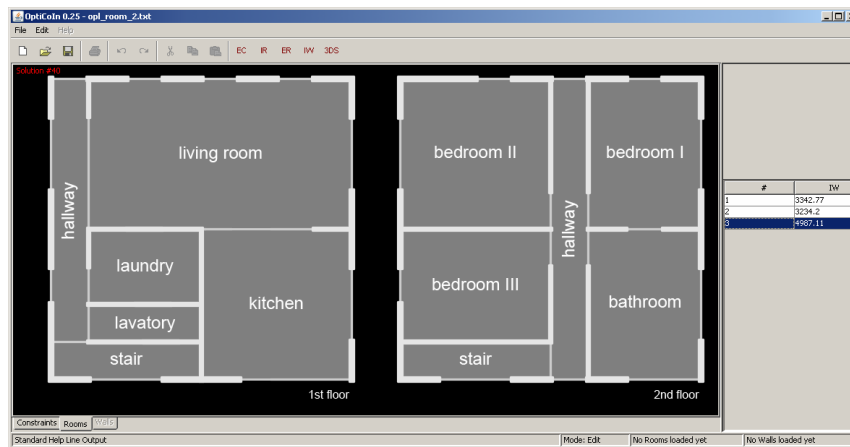 OptiCoIn 0.25 - opl_room_2.txt
File Edit Help
EC IR ER IW 3DS
Solution #40
living room
hallway
laundry
lavatory
kitchen
stair
1st floor
bedroom II
hallway
bedroom I
bedroom III
bathroom
stair
2nd floor
# IW
1 3342.77
2 3234.2
3 4987.11
Constraints Rooms Walls
Standard Help Line Output Mode: Edit No Rooms loaded yet No Walls loaded yet